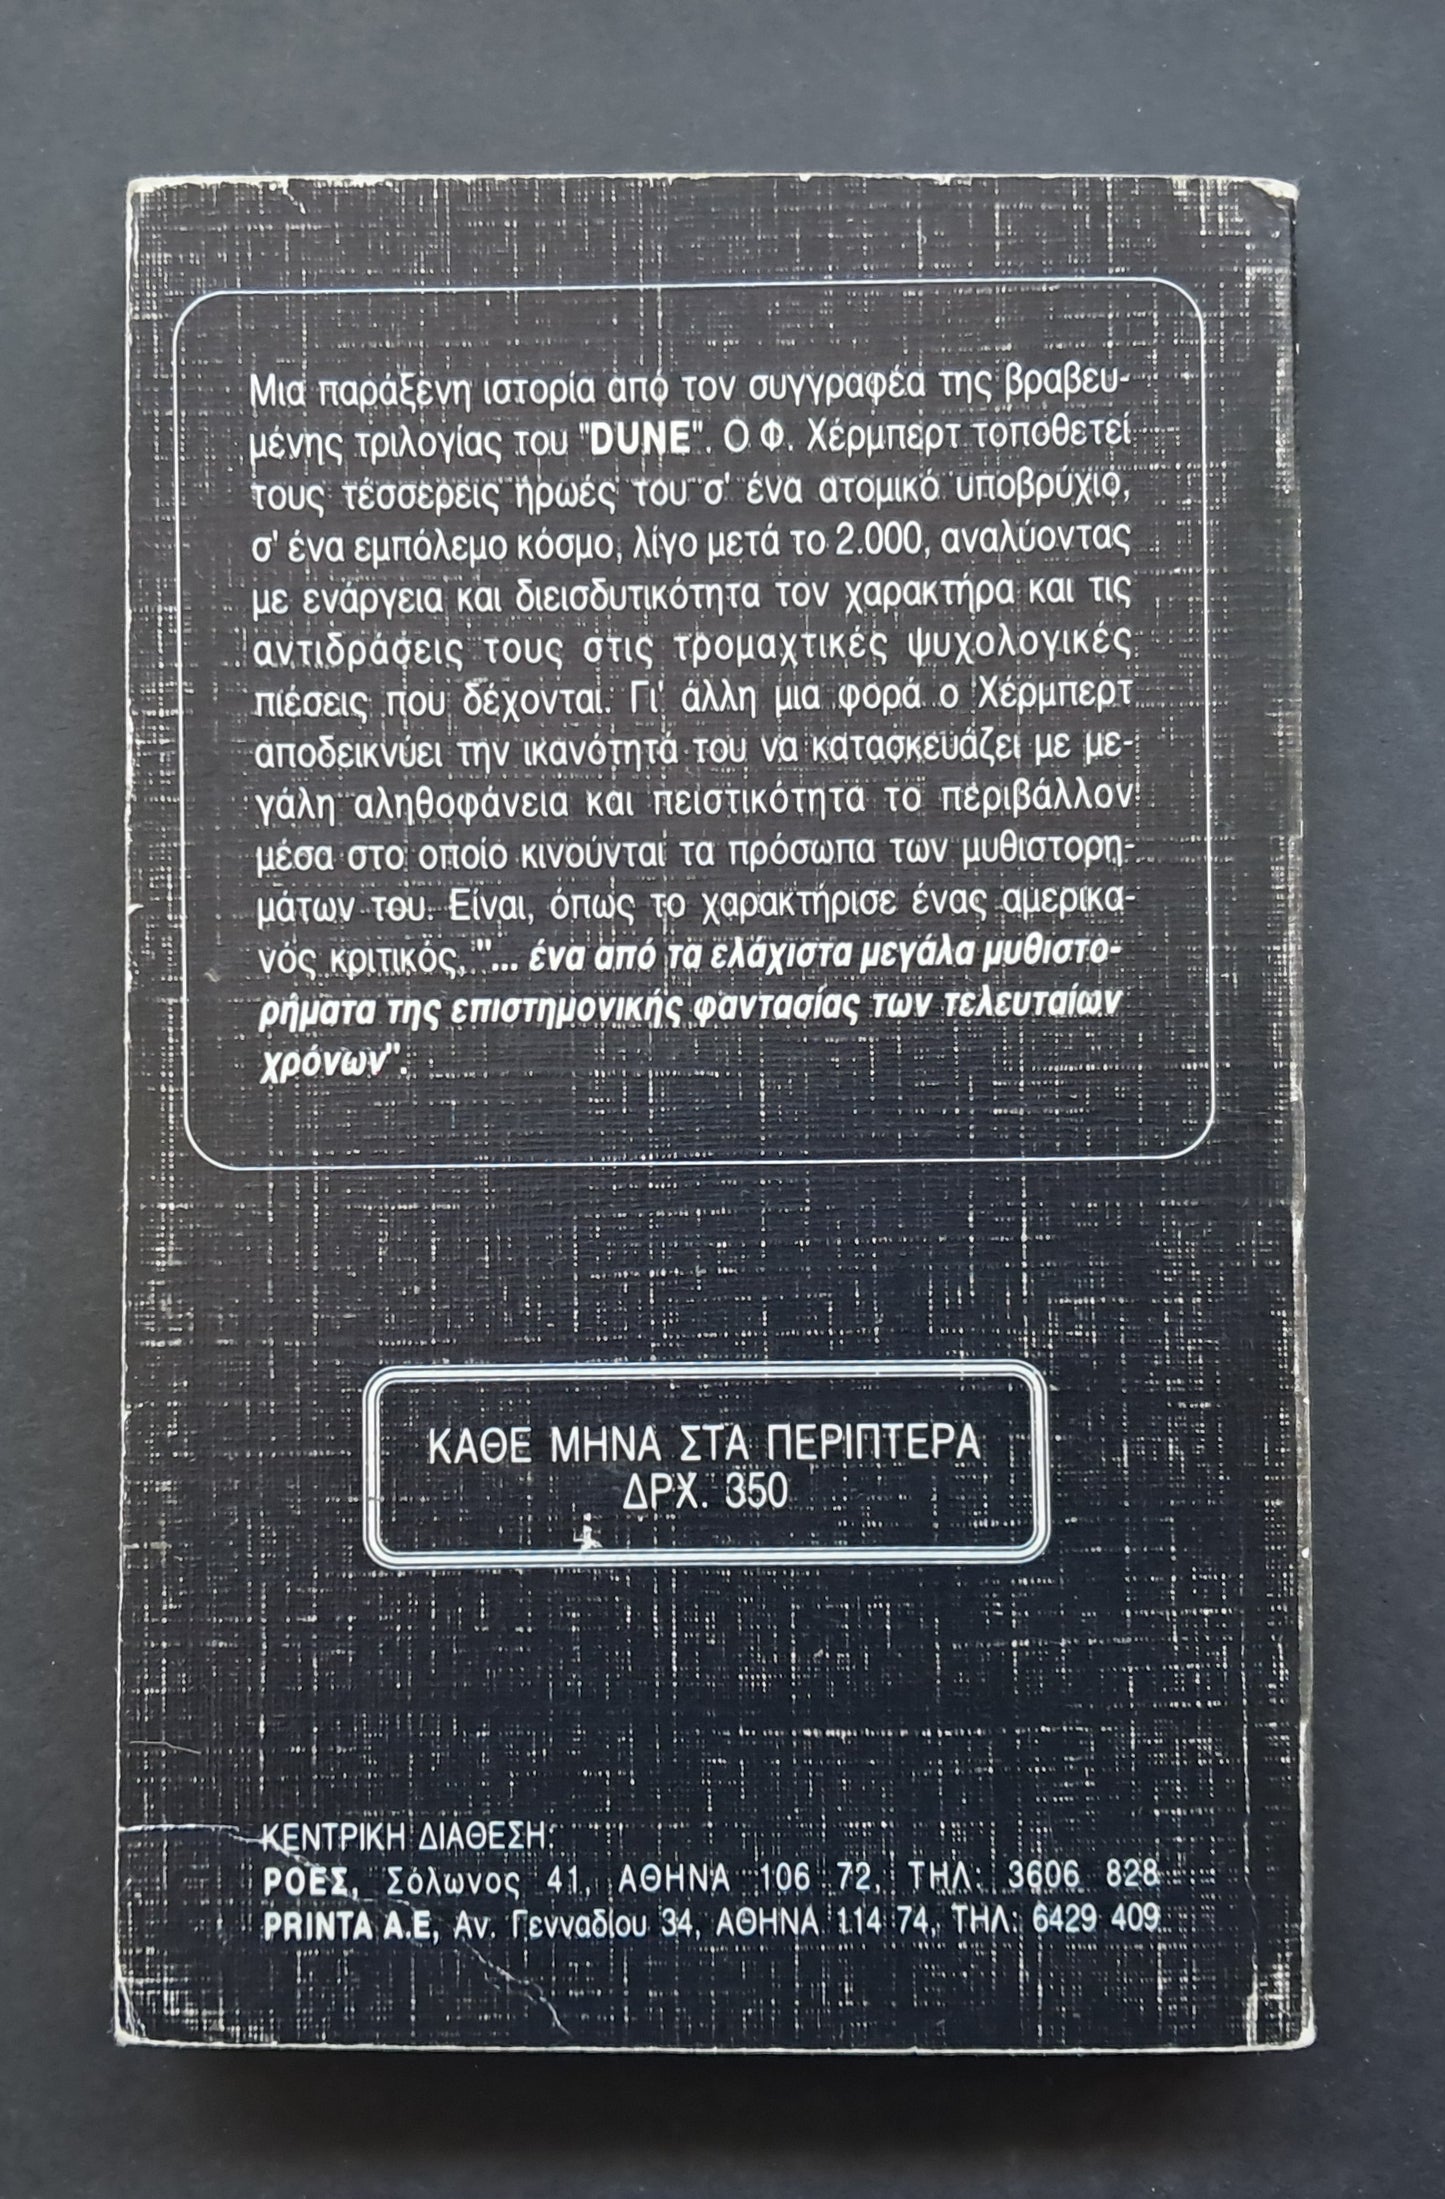 Μια παράξενη ιστορία από τον συγγραφέα της βραβευ-
μένης τριλογίας του "DUNE". Ο Φ. Χέρμπερτ τοποθετεί
τους τέσσερεις ήρωές του σ' ένα ατομικό υποβρύχιο,
σ' ένα εμπόλεμο κόσμο, λίγο μετά το 2.000, αναλύοντας
με ενάργεια και διεισδυτικότητα τον χαρακτήρα και τις
αντιδράσεις τους στις τρομαχτικές ψυχολογικές
πιέσεις που δέχονται. Γι' άλλη μια φορά ο Χέρμπερτ
αποδεικνύει την ικανότητά του να κατασκευάζει με με-
γάλη αληθοφάνεια και πειστικότητα το περιβάλλον
μέσα στο οποίο κινούνται τα πρόσωπα των μυθιστορη-
μάτων του. Είναι, όπως το χαρακτήρισε ένας αμερικα-
νός κριτικός, "... ένα από τα ελάχιστα μεγάλα μυθιστο-
ρήματα της επιστημονικής φαντασίας των τελευταίων
χρόνων".
ΚΑΘΕ ΜΗΝΑ ΣΤΑ ΠΕΡΙΠΤΕΡΑ
ΔΡΧ. 350
ΚΕΝΤΡΙΚΗ ΔΙΑΘΕΣΗ:
ΡΟΕΣ, Σόλωνος 41, ΑΘΗΝΑ 106 72, ΤΗΛ: 3606 828
PRINTA A.E, Αν. Γενναδίου 34, ΑΘΗΝΑ 114 74, ΤΗΛ: 6429 409